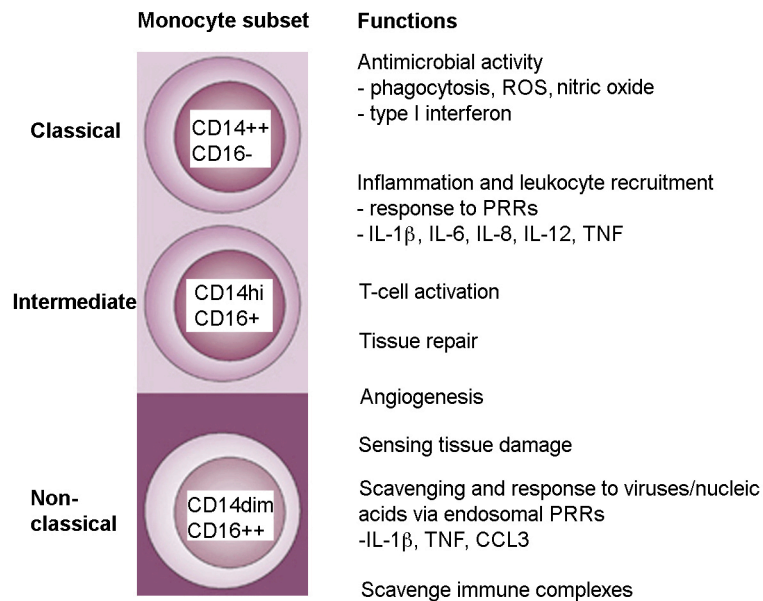 Monocyte subset Functions
Classical
CD14++
CD16-
Antimicrobial activity
- phagocytosis, ROS, nitric oxide
- type I interferon
Inflammation and leukocyte recruitment
- response to PRRs
- IL-1β, IL-6, IL-8, IL-12, TNF
Intermediate
CD14hi
CD16+
T-cell activation
Tissue repair
Angiogenesis
Sensing tissue damage
Non-
classical
CD14dim
CD16++
Scavenging and response to viruses/nucleic
acids via endosomal PRRs
-IL-1β, TNF, CCL3
Scavenge immune complexes